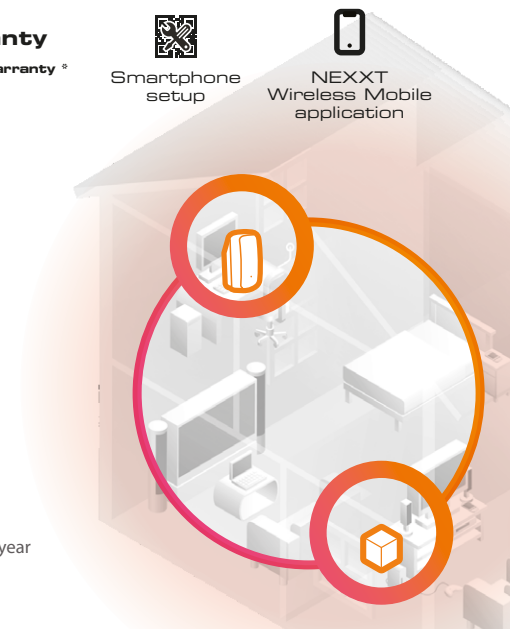 nty
arranty *
Smartphone
setup
NEXXT
Wireless Mobile
application
year